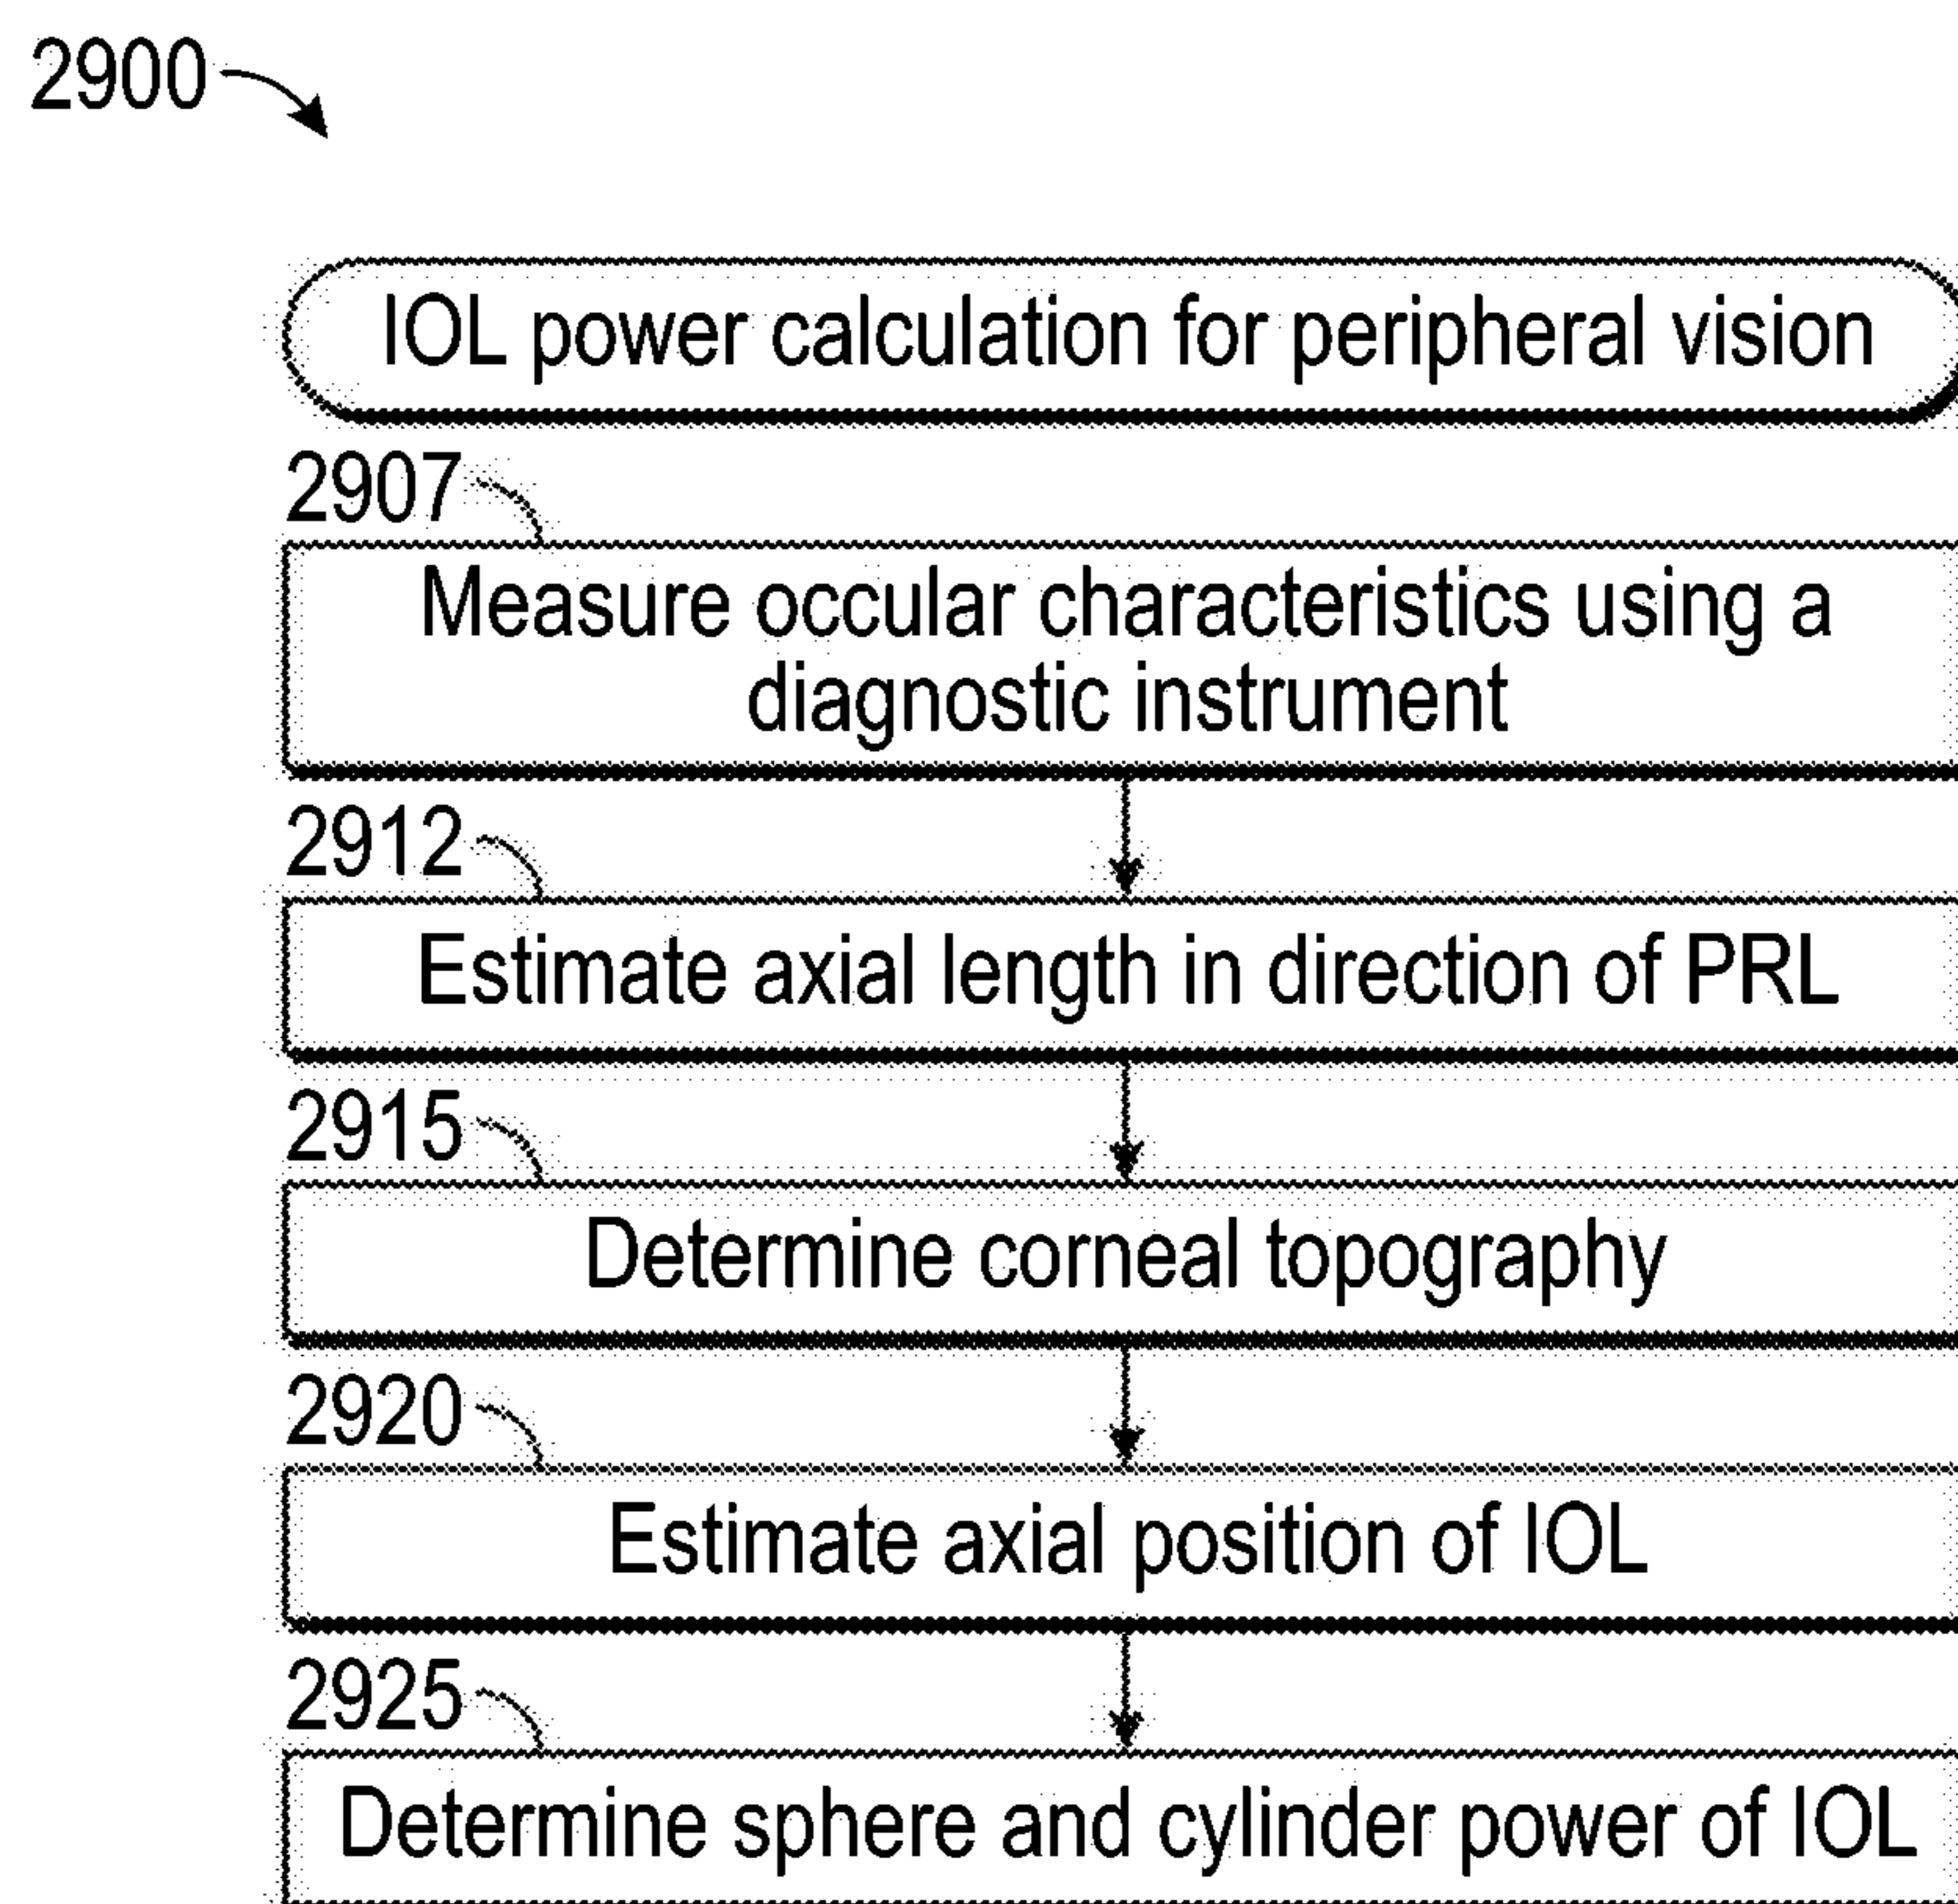 2900
IOL power calculation for peripheral vision
2907
Measure occular characteristics using a
diagnostic instrument
2912
Estimate axial length in direction of PRL
2915
Determine corneal topography
2920
Estimate axial position of IOL
2925
Determine sphere and cylinder power of IOL